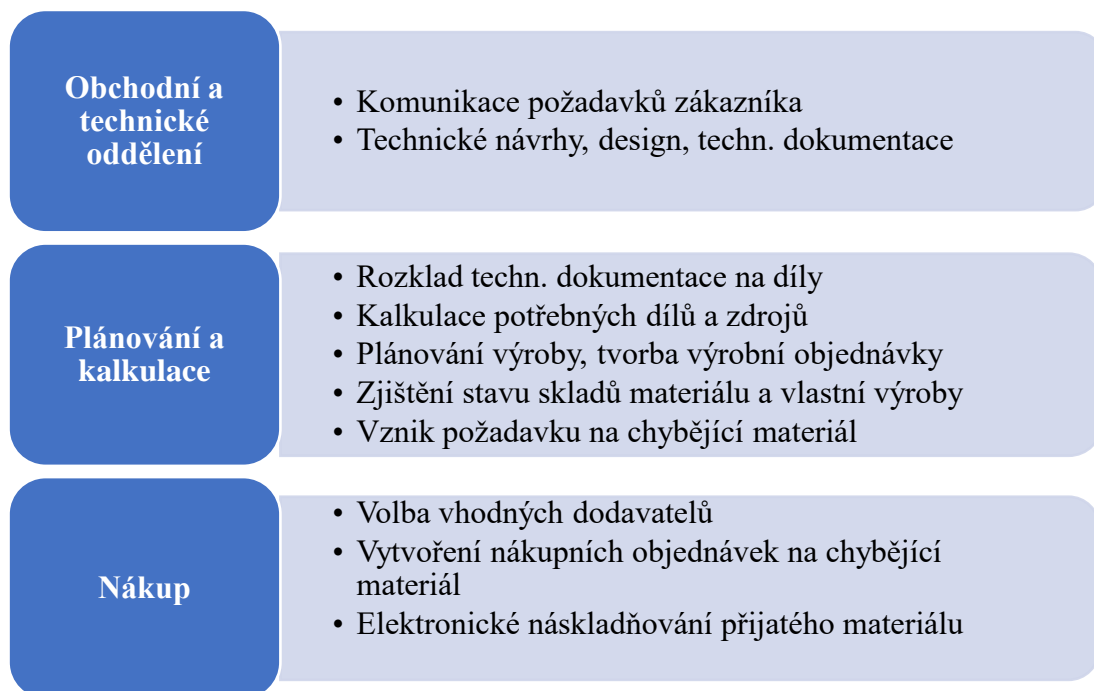 Obchodní a
technické
oddělení
• Komunikace požadavků zákazníka
• Technické návrhy, design, techn. dokumentace
Plánování a
kalkulace
• Rozklad techn. dokumentace na díly
• Kalkulace potřebných dílů a zdrojů
• Plánování výroby, tvorba výrobní objednávky
• Zjištění stavu skladů materiálu a vlastní výroby
• Vznik požadavku na chybějící materiál
Nákup
• Volba vhodných dodavatelů
• Vytvoření nákupních objednávek na chybějící
materiál
• Elektronické náskladňování přijatého materiálu